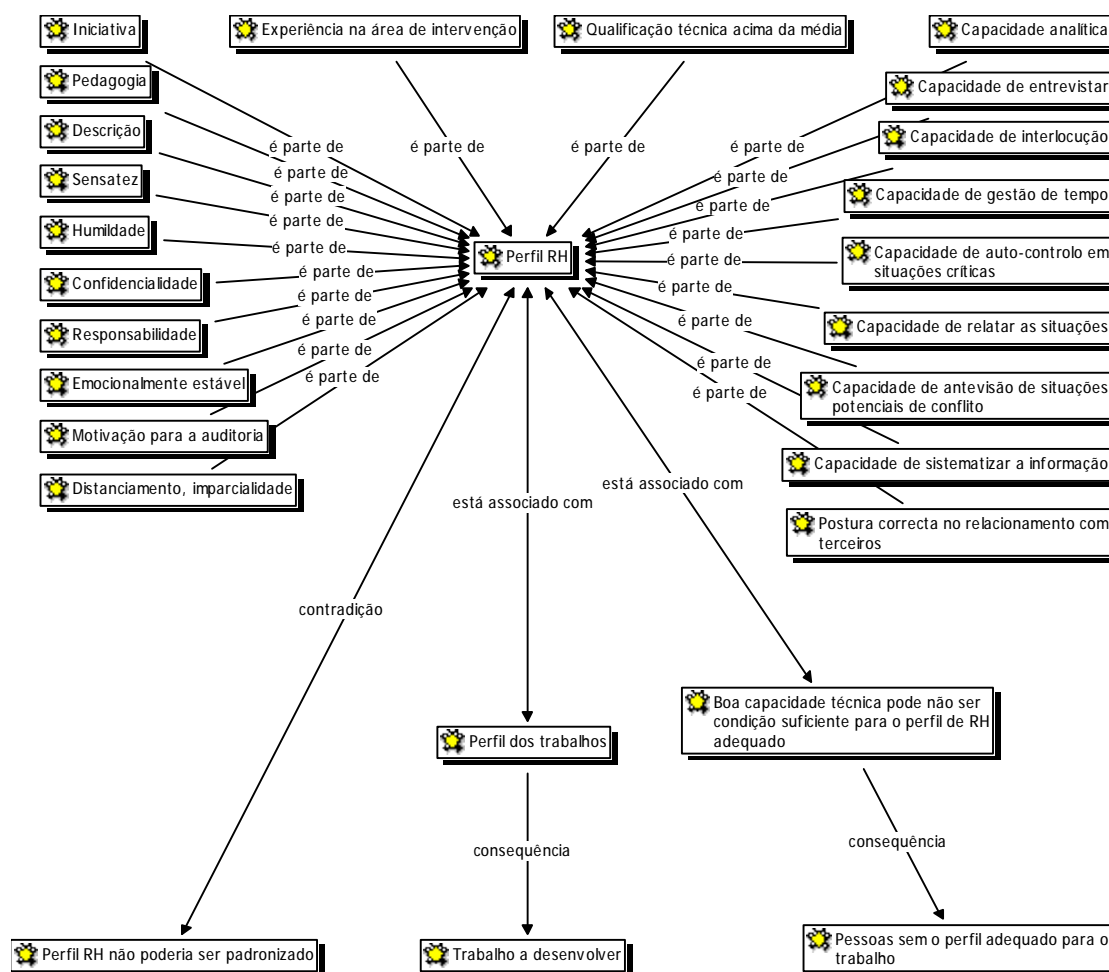 Iniciativa
Experiência na área de intervenção
Qualificação técnica acima da média
Capacidade analítica
Pedagogia
Capacidade de entrevistar
Descrição
Capacidade de interlocução
é parte de
é parte de
é parte de
é parte de
Sensatez
é parte de
é parte de
Capacidade de gestão de tempo
é parte de
é parte de
é parte de
é parte de
Humildade
é parte de
é parte de
Perfil RH
é parte de
Capacidade de auto-controlo em
situações críticas
Confidencialidade
é parte de
é parte de
é parte de
Responsabilidade
é parte de
é parte de
Capacidade de relatar as situações
é parte de
é parte de
Emocionalmente estável
é parte de
é parte de
Capacidade de antevisão de situações
potenciais de conflito
Motivação para a auditoria
Capacidade de sistematizar a informação
Distanciamento, imparcialidade
está associado com
está associado com
Postura correcta no relacionamento com
terceiros
contradição
Boa capacidade técnica pode não ser
condição suficiente para o perfil de RH
adequado
Perfil dos trabalhos
consequência
consequência
Perfil RH não poderia ser padronizado
Trabalho a desenvolver
Pessoas sem o perfil adequado para o
trabalho